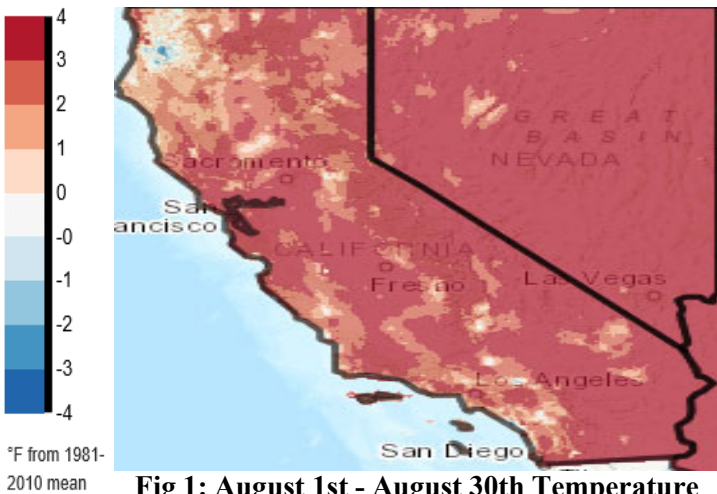 4
3
2
1
0
-0
-1
-2
-3
-4
°F from 1981-
2010 mean
GREAT
BASIN
NEVADA
Sacramento
San
ancisco
CALIFORNIA
Fresno
Las Vegas
Los Angeles
San Diego
Fig 1: August 1st - August 30th Temperature